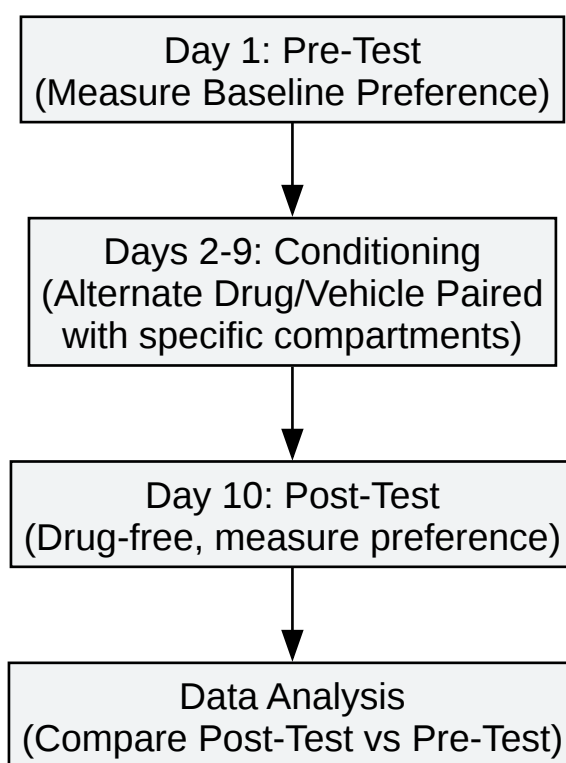 Day 1: Pre-Test
(Measure Baseline Preference)
Days 2-9: Conditioning
(Alternate Drug/Vehicle Paired
with specific compartments)
Day 10: Post-Test
(Drug-free, measure preference)
Data Analysis
(Compare Post-Test vs Pre-Test)